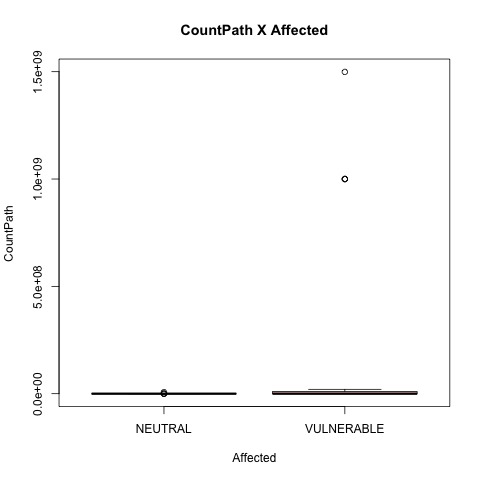 CountPath X Affected
1.5e+09
1.0e+09
5.0e+08
0.0e+00
CountPath
NEUTRAL
VULNERABLE
Affected